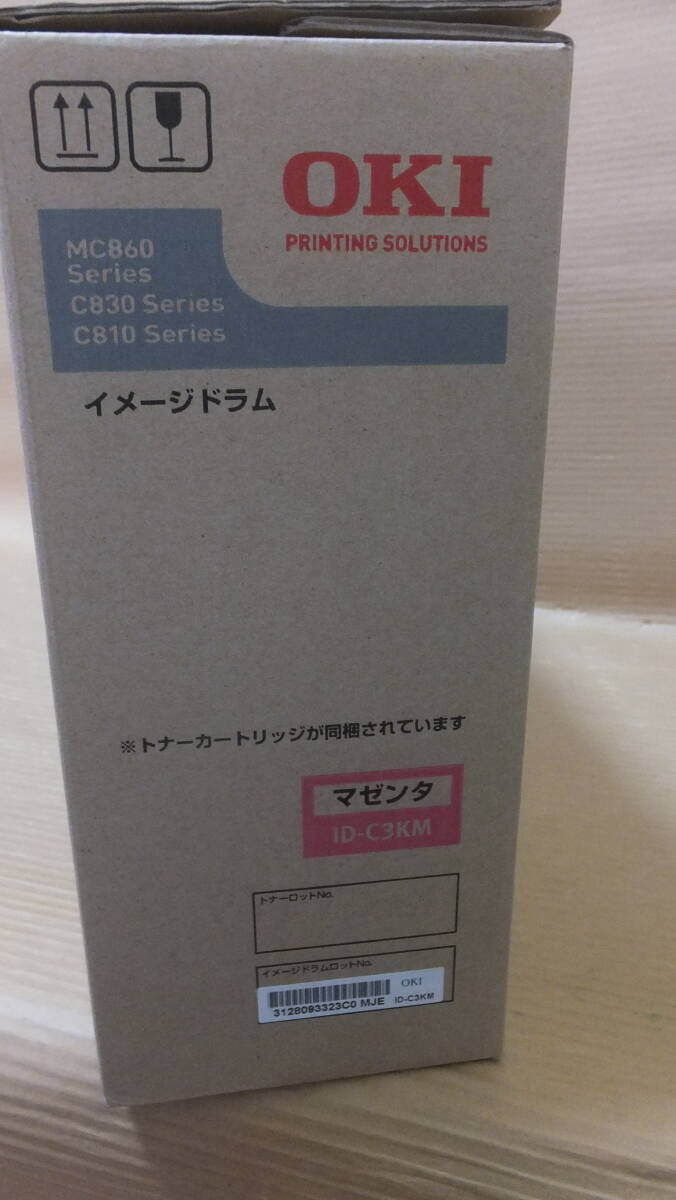 OKI
PRINTING SOLUTIONS
MC860
Series
C830 Series
C810 Series
イメージドラム
※トナーカートリッジが同梱されています
マゼンタ
ID-C3KM
トナーロットNo.
イメージドラムロットNo.
OKI
3128093323C0 MJE ID-C3KM